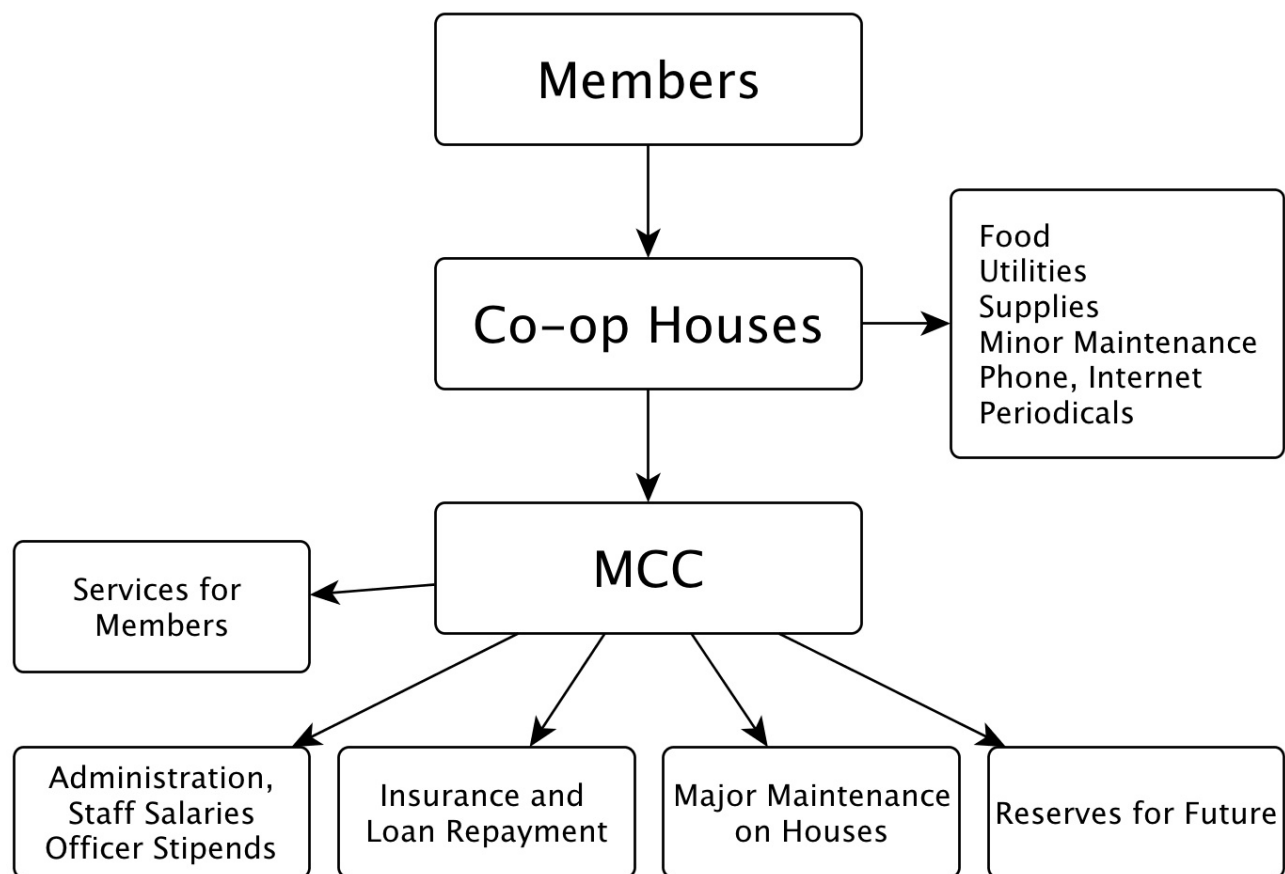 Members
Co-op Houses
Food
Utilities
Supplies
Minor Maintenance
Phone, Internet
Periodicals
MCC
Services for
Members
Administration,
Staff Salaries
Officer Stipends
Insurance and
Loan Repayment
Major Maintenance
on Houses
Reserves for Future